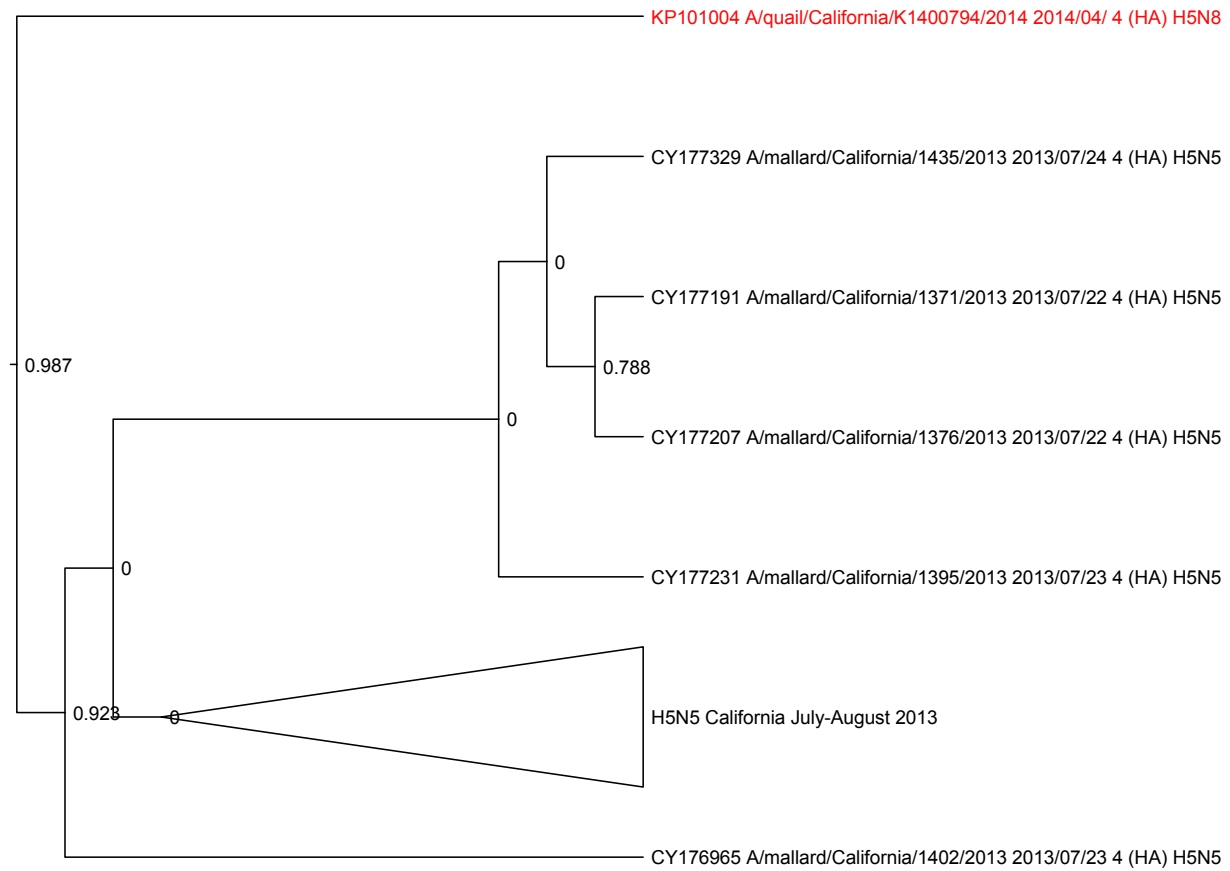 KP101004 A/quail/California/K1400794/2014 2014/04/ 4 (HA) H5N8
CY177329 A/mallard/California/1435/2013 2013/07/24 4 (HA) H5N5
0
CY177191 A/mallard/California/1371/2013 2013/07/22 4 (HA) H5N5
0.987
0.788
0
CY177207 A/mallard/California/1376/2013 2013/07/22 4 (HA) H5N5
0
CY177231 A/mallard/California/1395/2013 2013/07/23 4 (HA) H5N5
0.923
0
H5N5 California July-August 2013
CY176965 A/mallard/California/1402/2013 2013/07/23 4 (HA) H5N5